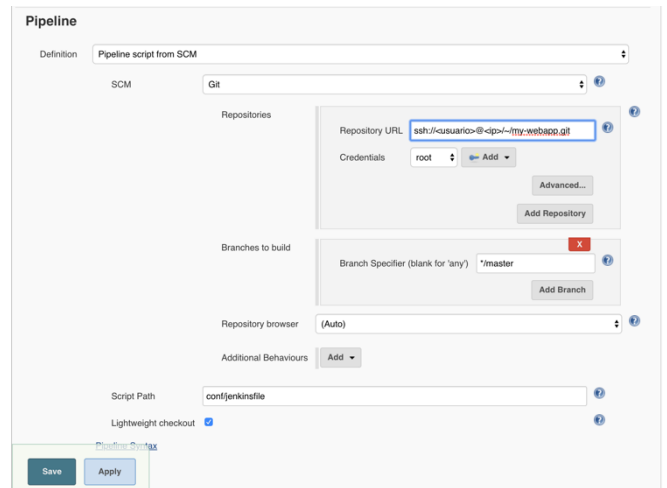 Pipeline
Definition Pipeline script from SCM
SCM Git
Repositories
Repository URL ssh://<usuario>@<ip>/~/my-webapp.git
Credentials root Add
Advanced...
Add Repository
Branches to build
X
Branch Specifier (blank for 'any') */master
Add Branch
Repository browser (Auto)
Additional Behaviours Add
Script Path conf/jenkinsfile
Lightweight checkout
Pipeline Syntax
Save Apply